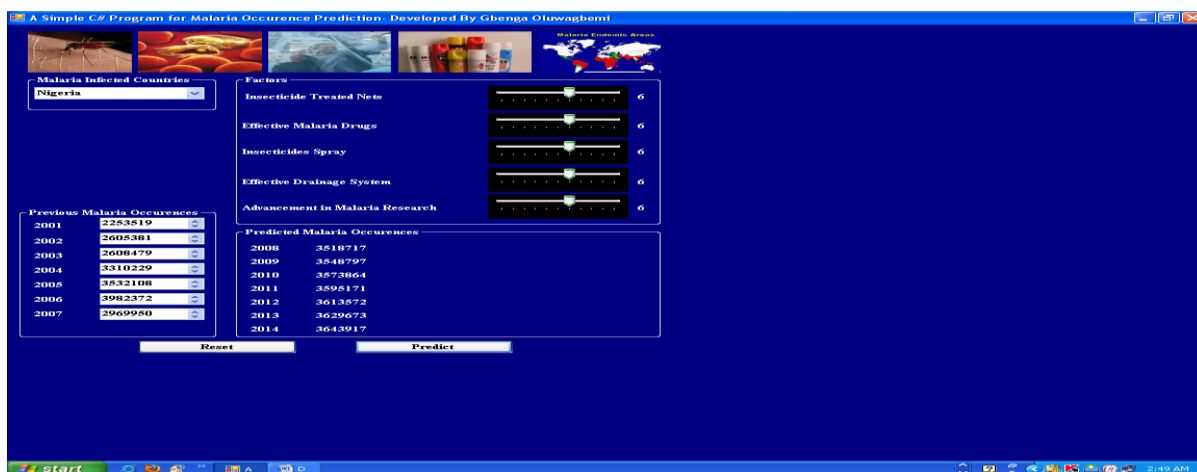 A Simple C# Program for Malaria Occurence Prediction- Developed By Gbenga Oluwagbemi
Malaria Endemic Areas
Malaria Infected Countries
Nigeria
Factors
Insecticide Treated Nets 6
Effective Malaria Drugs 6
Insecticides Spray 6
Effective Drainage System 6
Advancement in Malaria Research 6
Previous Malaria Occurences
2001 2253519
2002 2605381
2003 2608479
2004 3310229
2005 3532108
2006 3982372
2007 2969950
Predicted Malaria Occurences
2008 3518717
2009 3548797
2010 3573864
2011 3595171
2012 3613572
2013 3629673
2014 3643917
Reset
Predict
start
A
D
2:49 AM